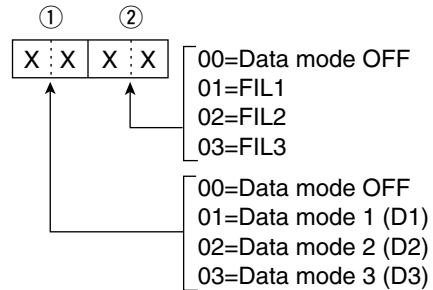 ① ②
X X X X
00=Data mode OFF
01=FIL1
02=FIL2
03=FIL3
00=Data mode OFF
01=Data mode 1 (D1)
02=Data mode 2 (D2)
03=Data mode 3 (D3)